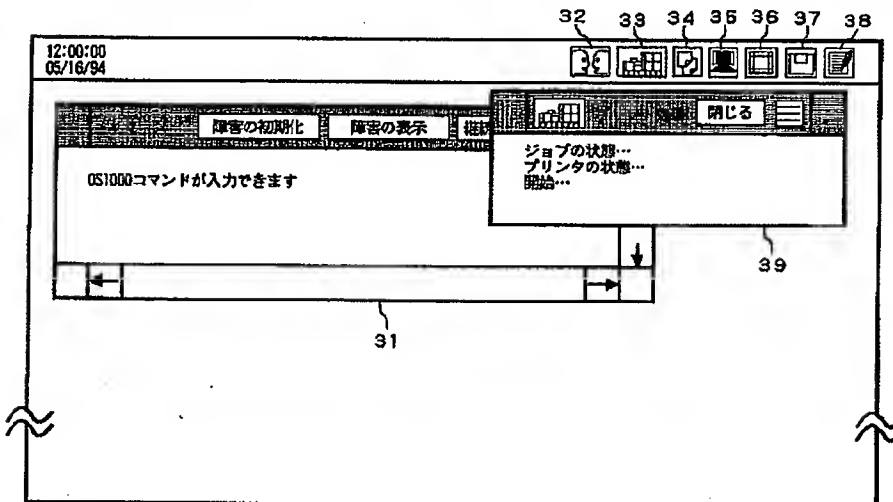 32 33 34 35 36 37 38
12:00:00
05/16/94
障害の初期化 障害の表示
閉じる
OS1000コマンドが入力できます
ジョブの状態…
プリンタの状態…
開始…
39
31